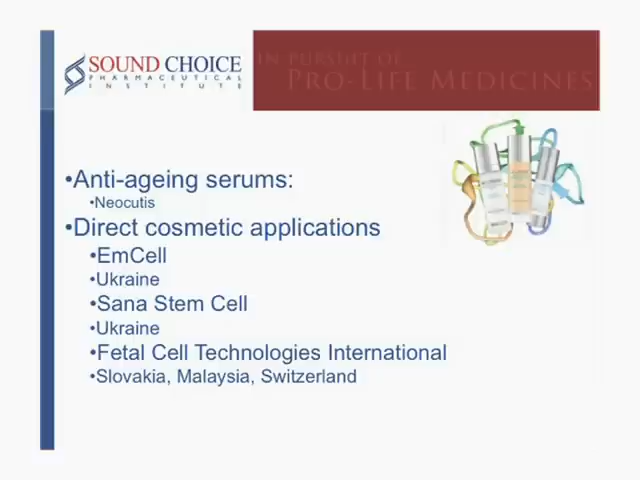 SOUND CHOICE
PHARMACEUTICAL
INSTITUTE
IN PURSUIT OF
PRO-LIFE MEDICINES
•Anti-ageing serums:
•Neocutis
•Direct cosmetic applications
•EmCell
•Ukraine
•Sana Stem Cell
•Ukraine
•Fetal Cell Technologies International
•Slovakia, Malaysia, Switzerland